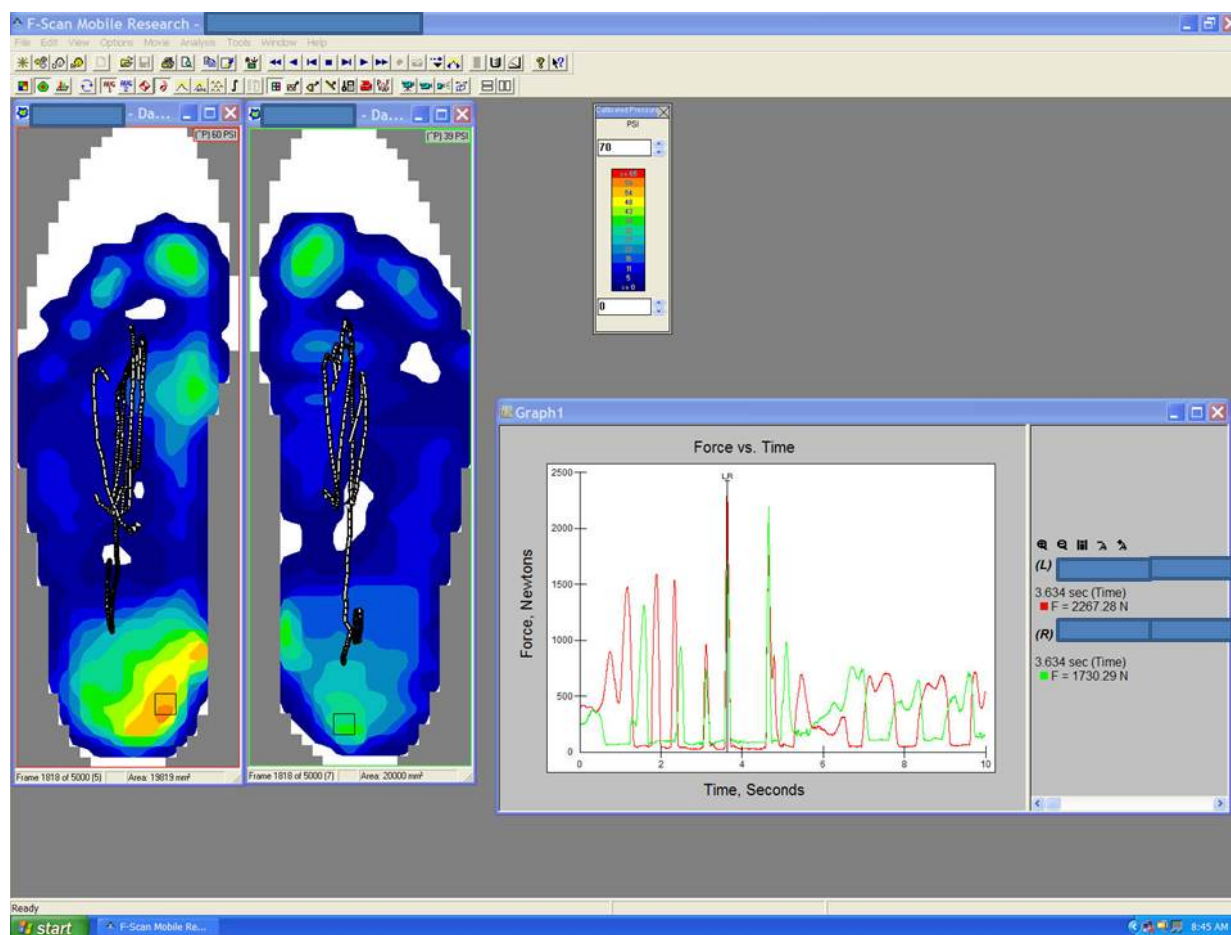 F-Scan Mobile Research -
File Edit View Options Movie Analysis Tools Window Help
- Da...
- Da...
(^P) 60 PSI
(^P) 39 PSI
Calibrated Pressure
PSI
70
11
5
>= 0
0
Frame 1818 of 5000 (5) Area: 19819 mm²
Frame 1818 of 5000 (7) Area: 20000 mm²
Graph1
Force vs. Time
LR
2500
2000
1500
1000
500
0
Force, Newtons
0 2 4 6 8 10
Time, Seconds
(L)
3.634 sec (Time)
F = 2267.28 N
(R)
3.634 sec (Time)
F = 1730.29 N
Ready
start F-Scan Mobile Re... 8:45 AM